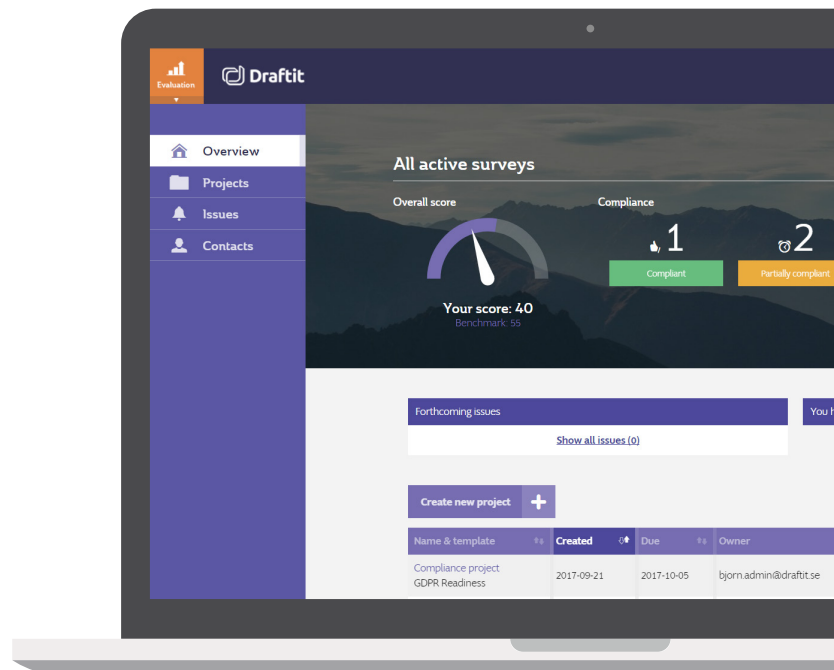 Evaluation
Draftit
Overview
Projects
Issues
Contacts
All active surveys
Overall score
Compliance
1
2
Compliant
Partially compliant
Your score: 40
Benchmark: 55
Forthcoming issues
You h
Show all issues (0)
Create new project
Name & template
Created
Due
Owner
Compliance project
GDPR Readiness
2017-09-21
2017-10-05
bjorn.admin@draftit.se